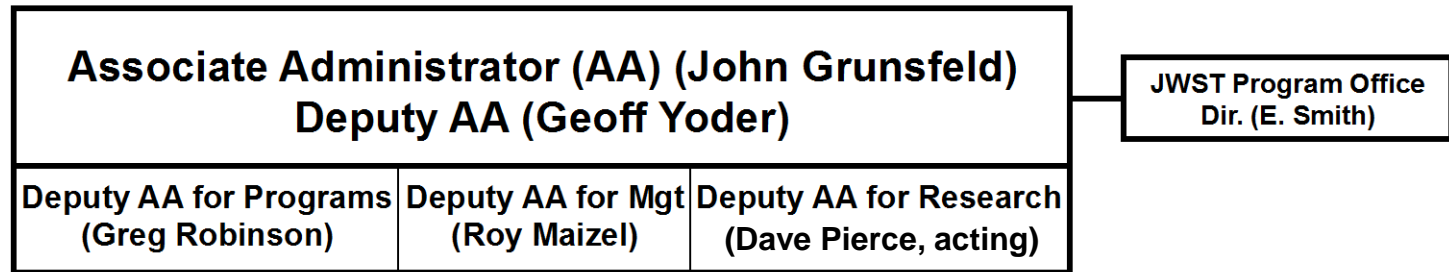 Associate Administrator (AA) (John Grunsfeld)
Deputy AA (Geoff Yoder)
JWST Program Office
Dir. (E. Smith)
Deputy AA for Programs
(Greg Robinson)
Deputy AA for Mgt
(Roy Maizel)
Deputy AA for Research
(Dave Pierce, acting)